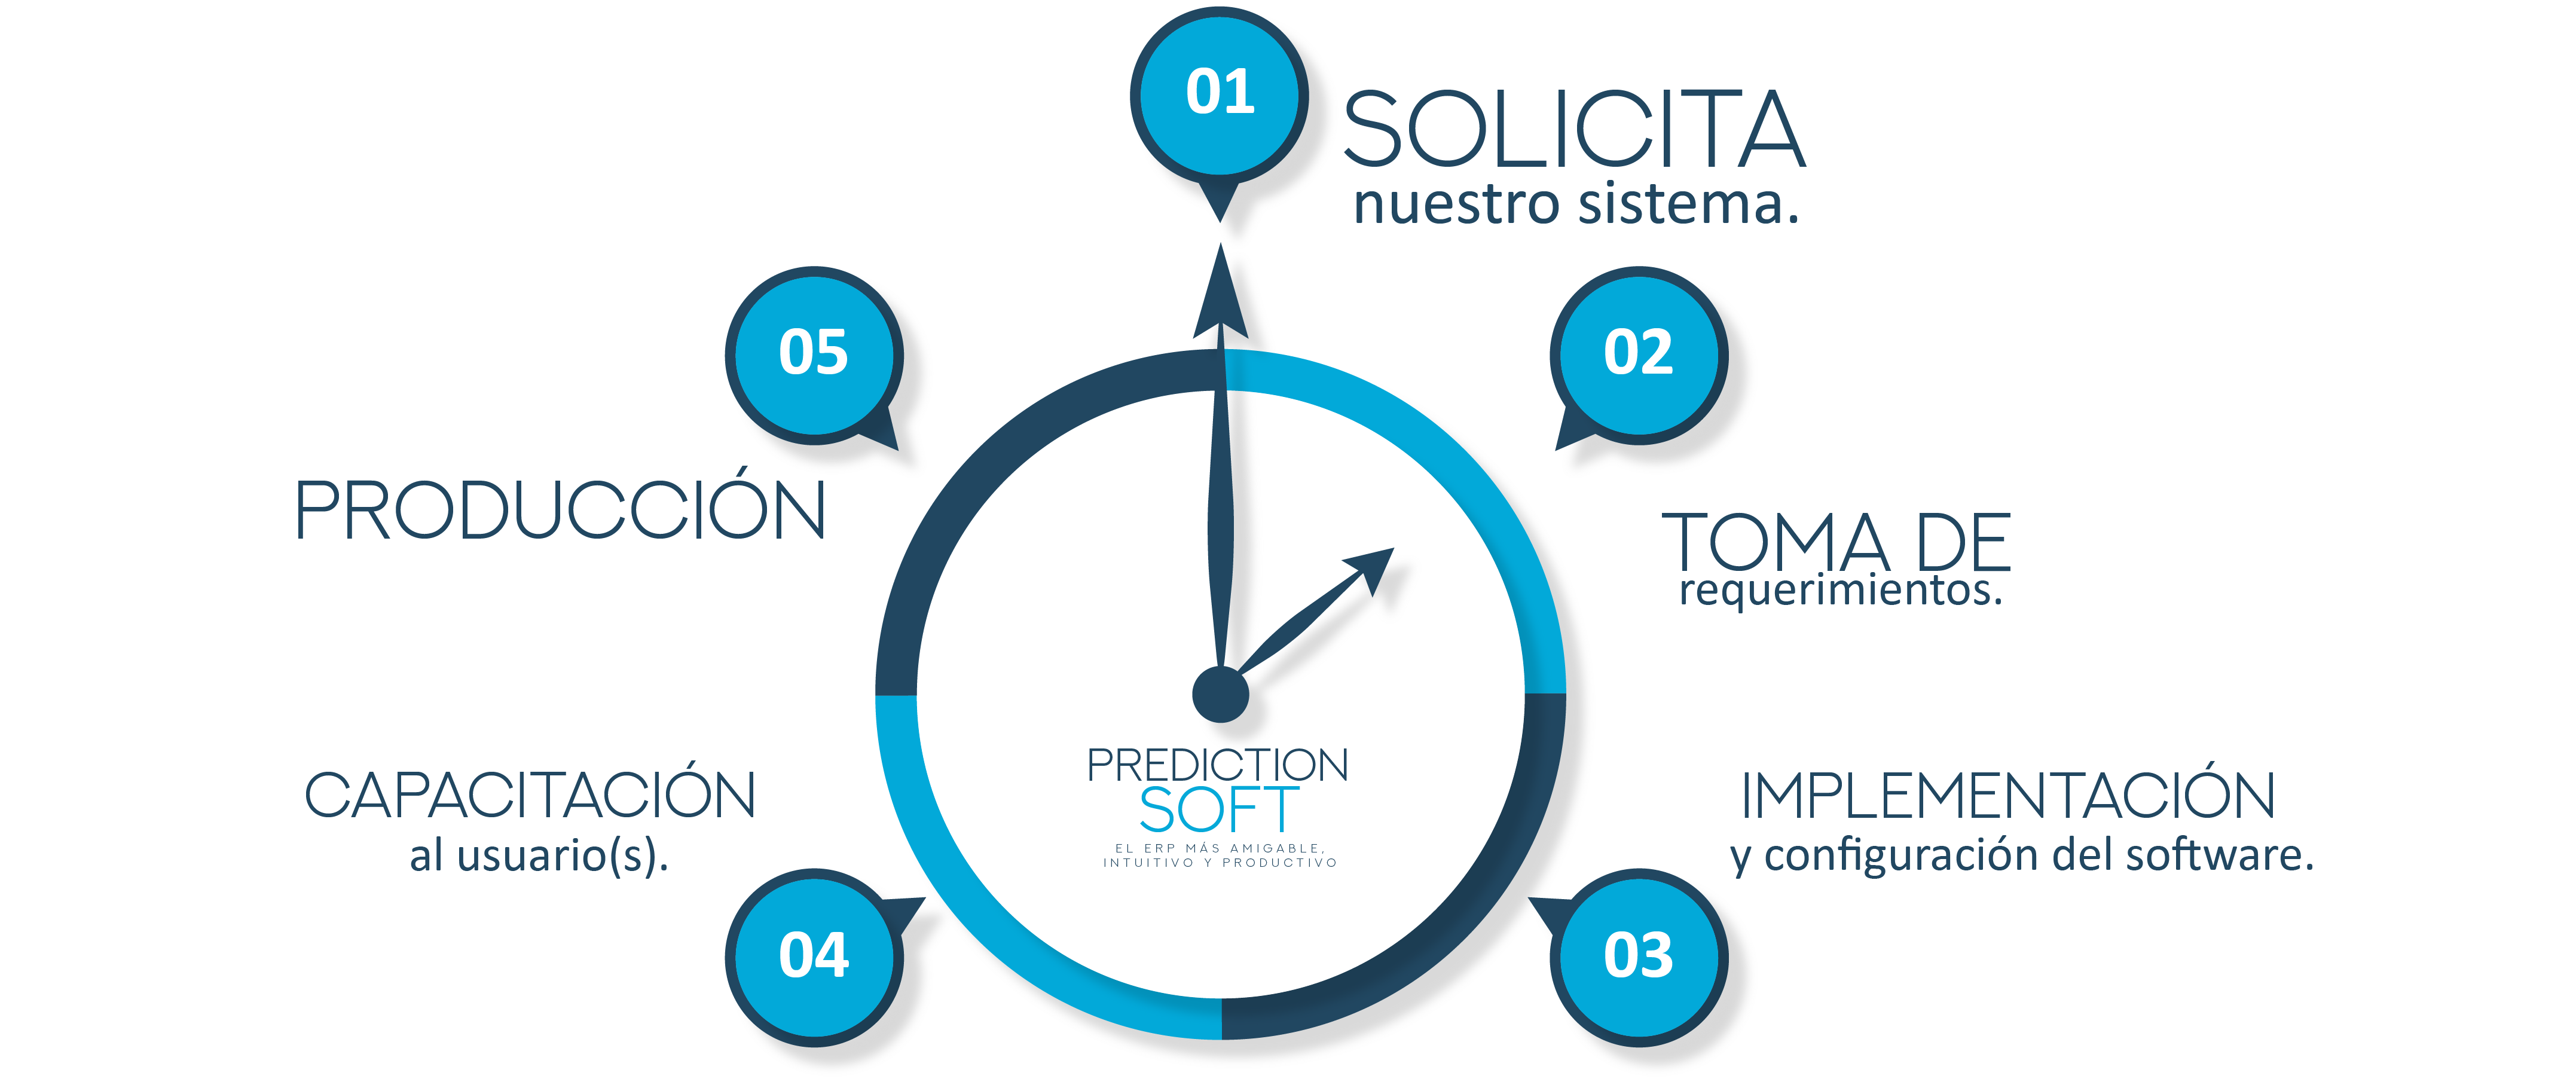 01
SOLICITA
nuestro sistema.
02
TOMA DE
requerimientos.
03
IMPLEMENTACIÓN
y configuración del software.
04
CAPACITACIÓN
al usuario(s).
05
PRODUCCIÓN
PREDICTION
SOFT
EL ERP MÁS AMIGABLE,
INTUITIVO Y PRODUCTIVO